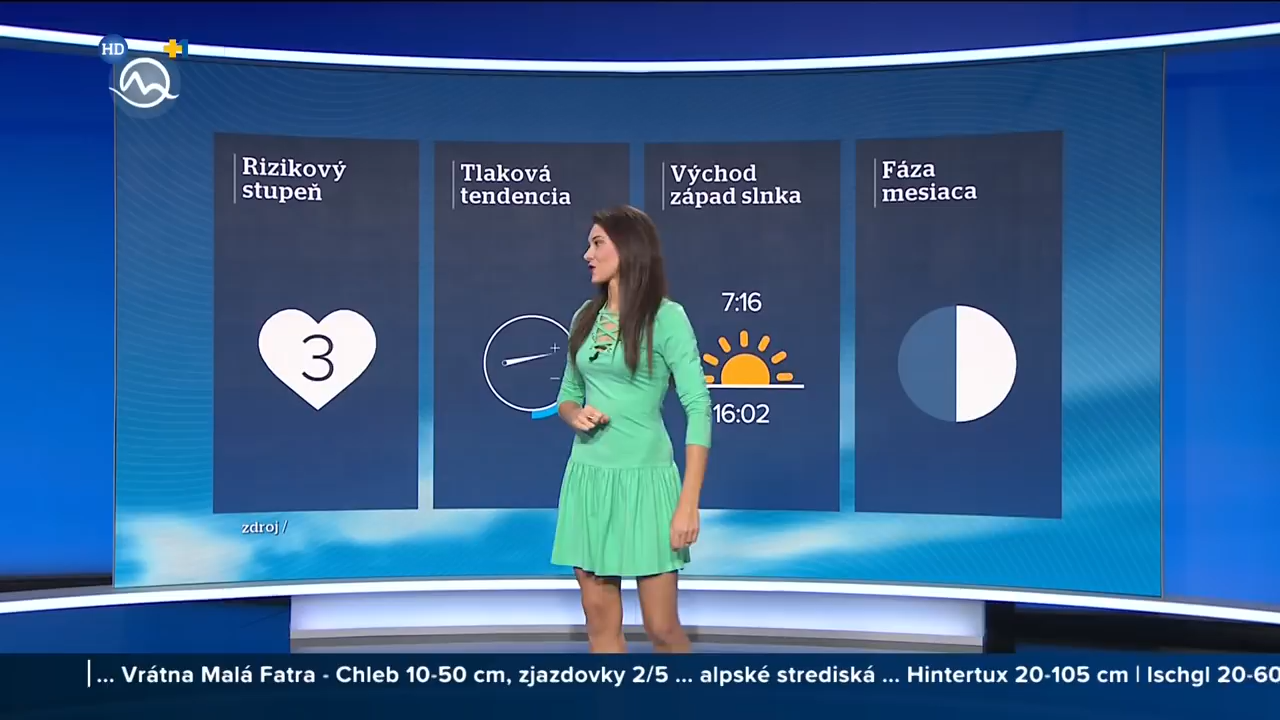 HD
+1
Rizikový
stupeň
Tlaková
tendencia
Východ
západ slnka
Fáza
mesiaca
3
+
−
7:16
16:02
zdroj /
... Vrátna Malá Fatra - Chleb 10-50 cm, zjazdovky 2/5 ... alpské strediská ... Hintertux 20-105 cm | Ischgl 20-60